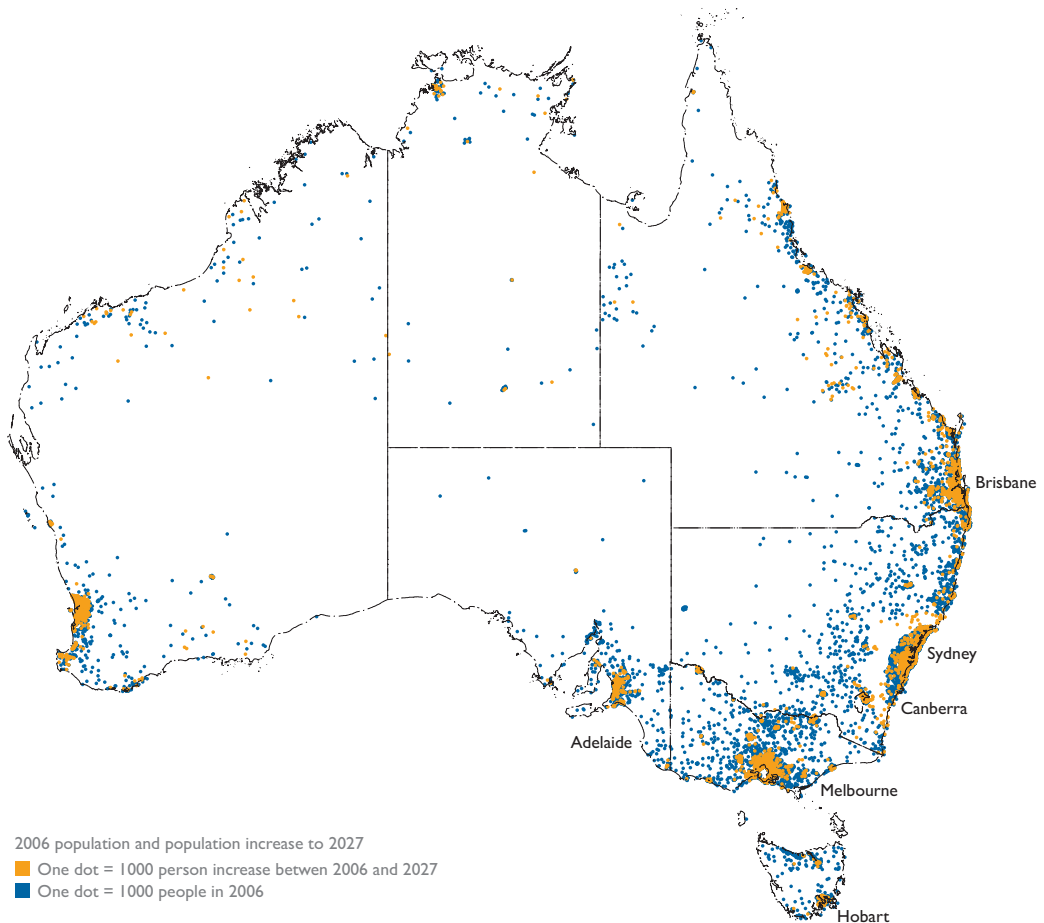 Brisbane
Sydney
Canberra
Adelaide
Melbourne
2006 population and population increase to 2027
One dot = 1000 person increase betwen 2006 and 2027
One dot = 1000 people in 2006
Hobart